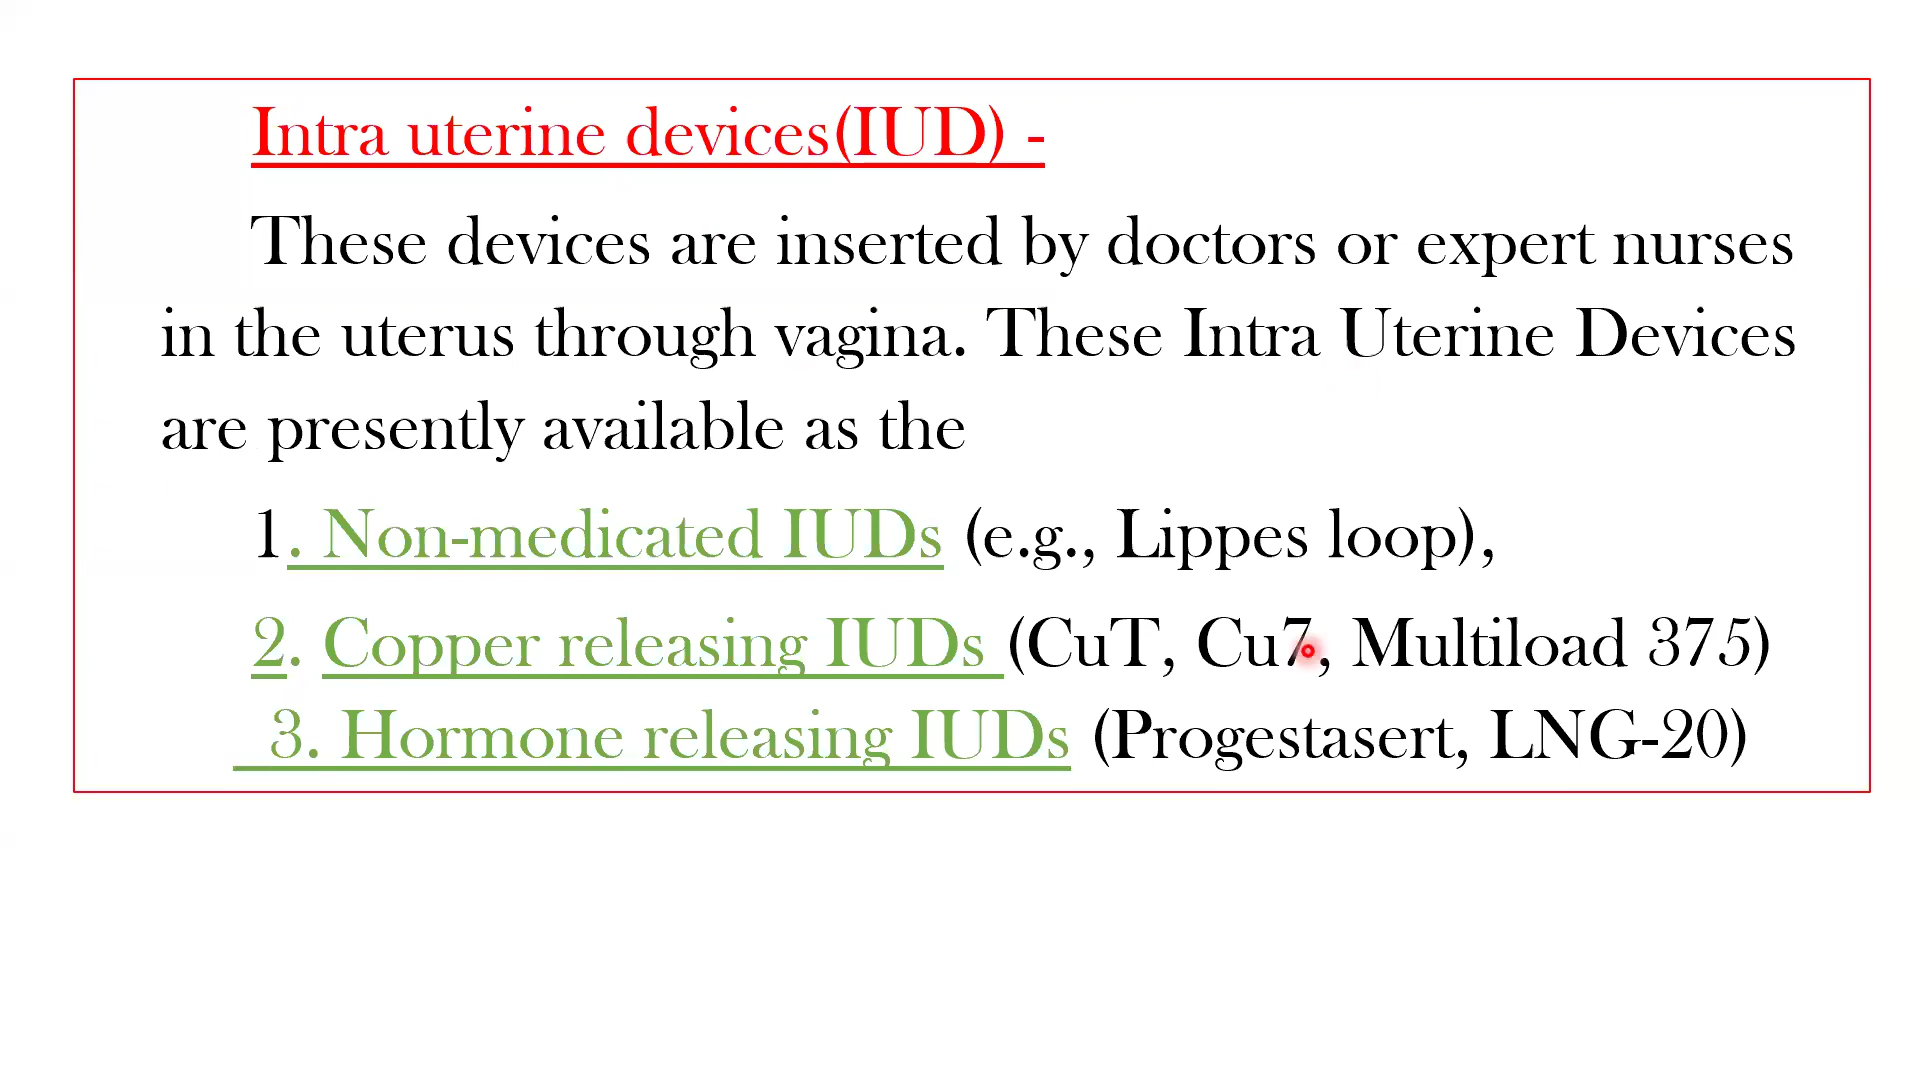 Intra uterine devices(IUD) -
These devices are inserted by doctors or expert nurses
in the uterus through vagina. These Intra Uterine Devices
are presently available as the
1. Non-medicated IUDs (e.g., Lippes loop),
2. Copper releasing IUDs (CuT, Cu7, Multiload 375)
3. Hormone releasing IUDs (Progestasert, LNG-20)